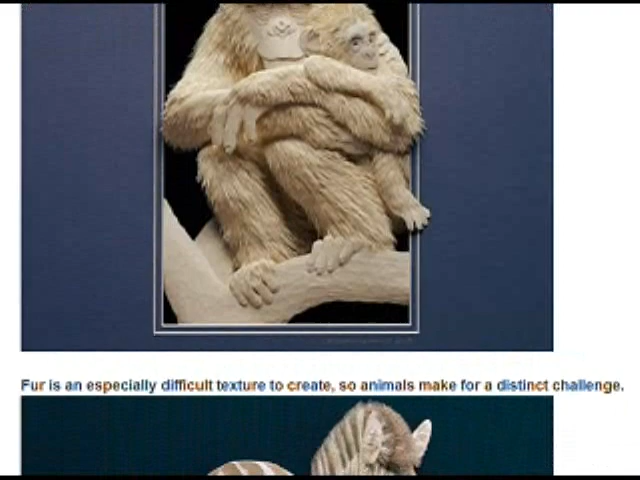 Fur is an especially difficult texture to create, so animals make for a distinct challenge.